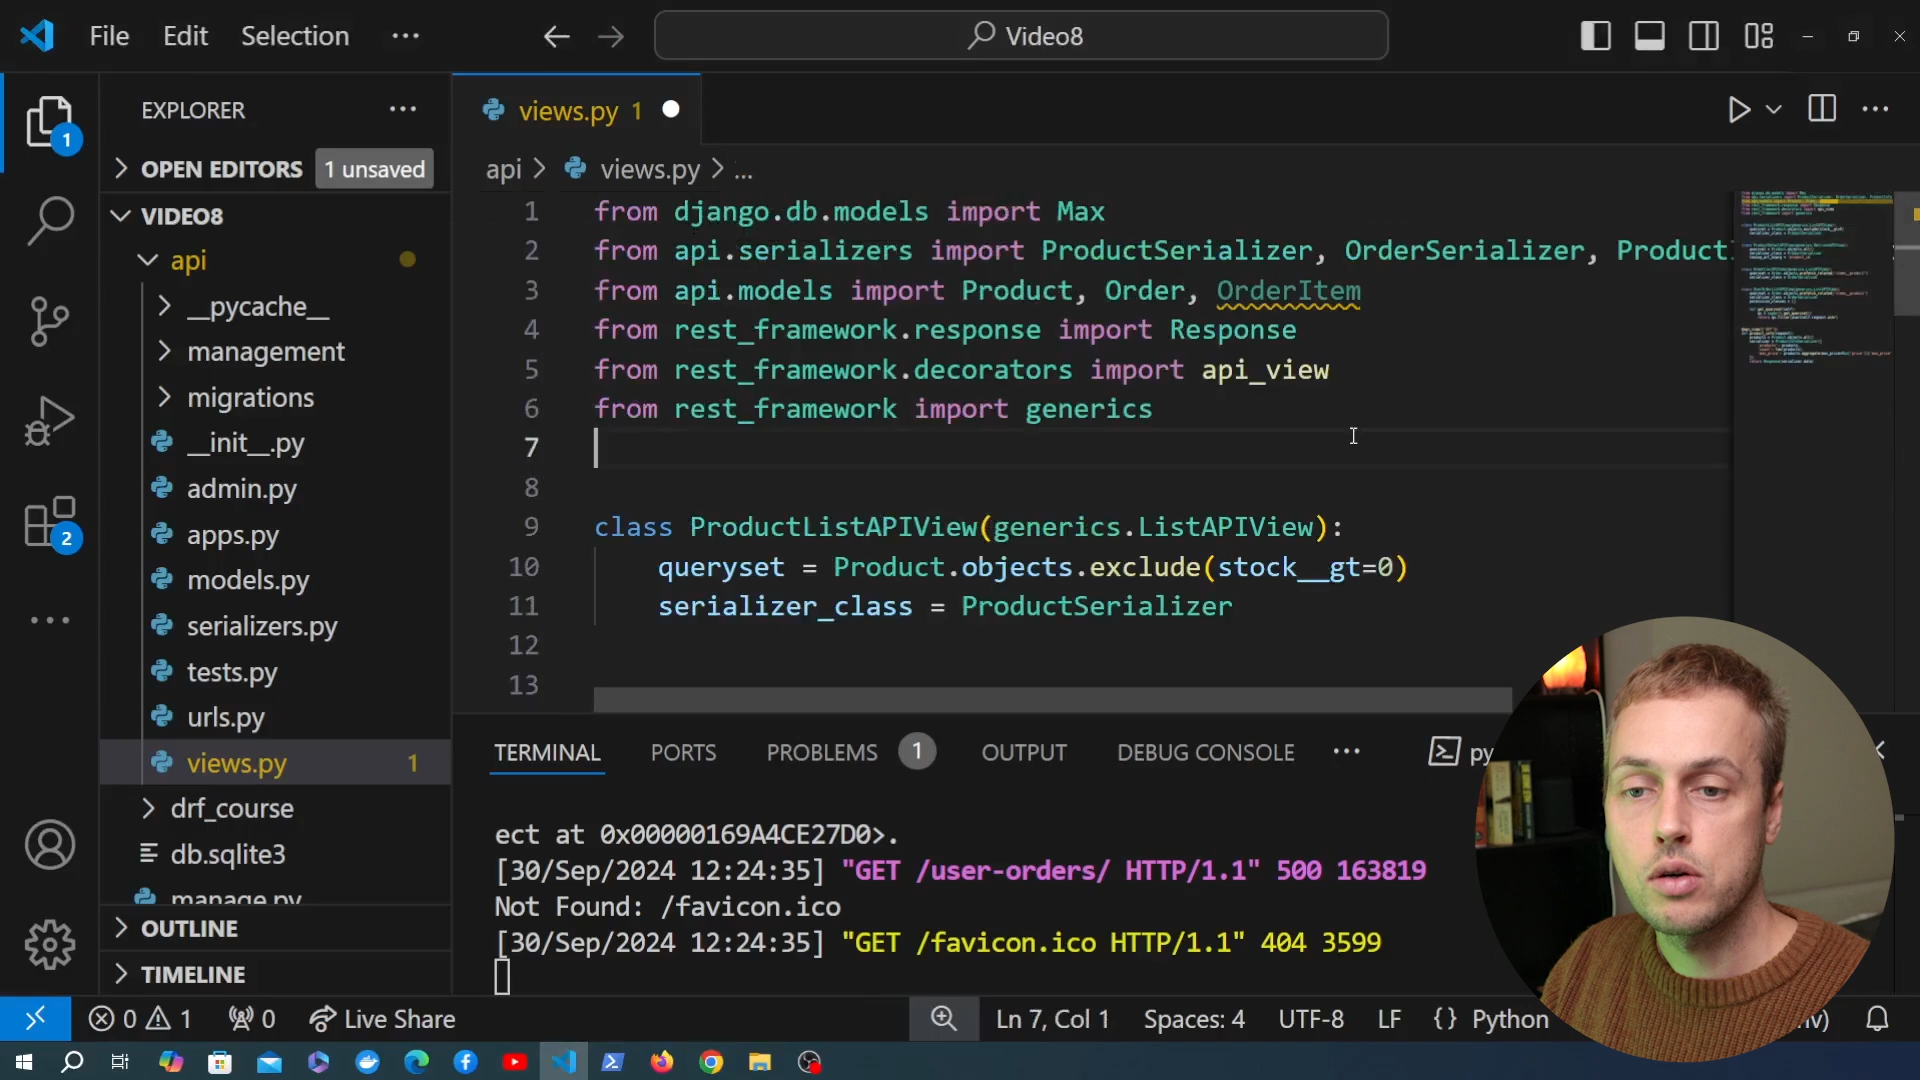 File Edit Selection ···
Video8
EXPLORER ···
OPEN EDITORS 1 unsaved
VIDEO8
api
__pycache__
management
migrations
__init__.py
admin.py
apps.py
models.py
serializers.py
tests.py
urls.py
views.py 1
drf_course
db.sqlite3
manage.py
OUTLINE
TIMELINE
1
2
views.py 1
api > views.py > ...
1 from django.db.models import Max
2 from api.serializers import ProductSerializer, OrderSerializer, Product
3 from api.models import Product, Order, OrderItem
4 from rest_framework.response import Response
5 from rest_framework.decorators import api_view
6 from rest_framework import generics
7
8
9 class ProductListAPIView(generics.ListAPIView):
10 queryset = Product.objects.exclude(stock__gt=0)
11 serializer_class = ProductSerializer
12
13
TERMINAL PORTS PROBLEMS 1 OUTPUT DEBUG CONSOLE ··· py
ect at 0x00000169A4CE27D0>.
[30/Sep/2024 12:24:35] "GET /user-orders/ HTTP/1.1" 500 163819
Not Found: /favicon.ico
[30/Sep/2024 12:24:35] "GET /favicon.ico HTTP/1.1" 404 3599
0 1 0 Live Share Ln 7, Col 1 Spaces: 4 UTF-8 LF {} Python